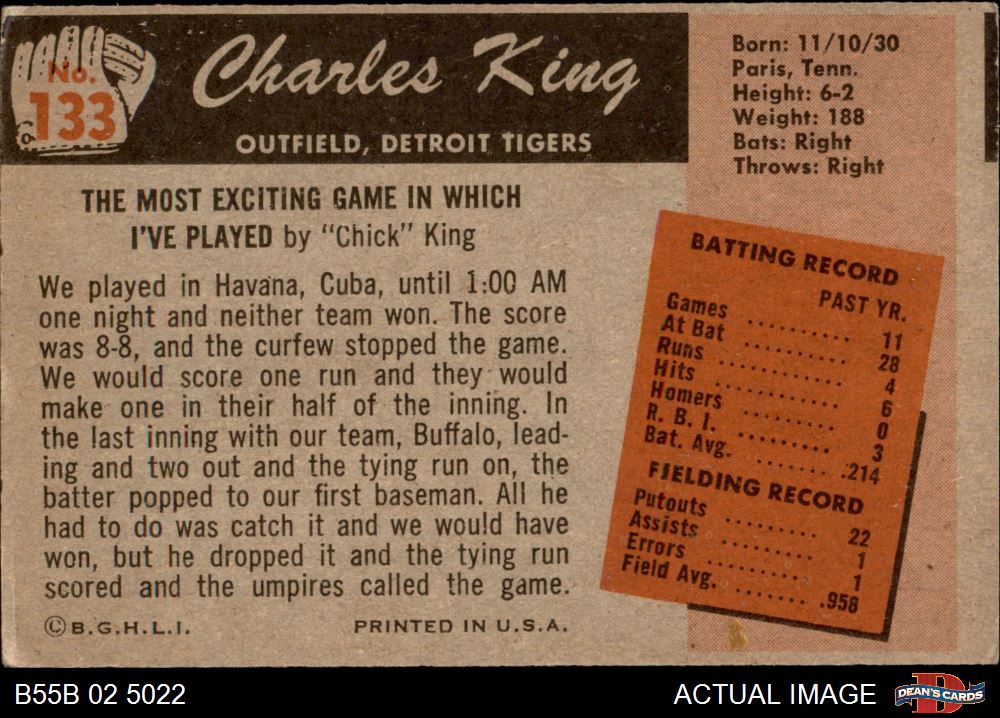 No.
133
Charles King
OUTFIELD, DETROIT TIGERS
Born: 11/10/30
Paris, Tenn.
Height: 6-2
Weight: 188
Bats: Right
Throws: Right
THE MOST EXCITING GAME IN WHICH
I'VE PLAYED by "Chick" King
We played in Havana, Cuba, until 1:00 AM
one night and neither team won. The score
was 8-8, and the curfew stopped the game.
We would score one run and they would
make one in their half of the inning. In
the last inning with our team, Buffalo, lead-
ing and two out and the tying run on, the
batter popped to our first baseman. All he
had to do was catch it and we would have
won, but he dropped it and the tying run
scored and the umpires called the game.
©B.G.H.L.I. PRINTED IN U.S.A.
BATTING RECORD
PAST YR.
Games .......... 11
At Bat .......... 28
Runs .......... 4
Hits .......... 6
Homers .......... 0
R. B. I. .......... 3
Bat. Avg. .......... .214
FIELDING RECORD
Putouts .......... 22
Assists .......... 1
Errors .......... 1
Field Avg. .......... .958
B55B 02 5022 ACTUAL IMAGE
D
DEAN'S CARDS